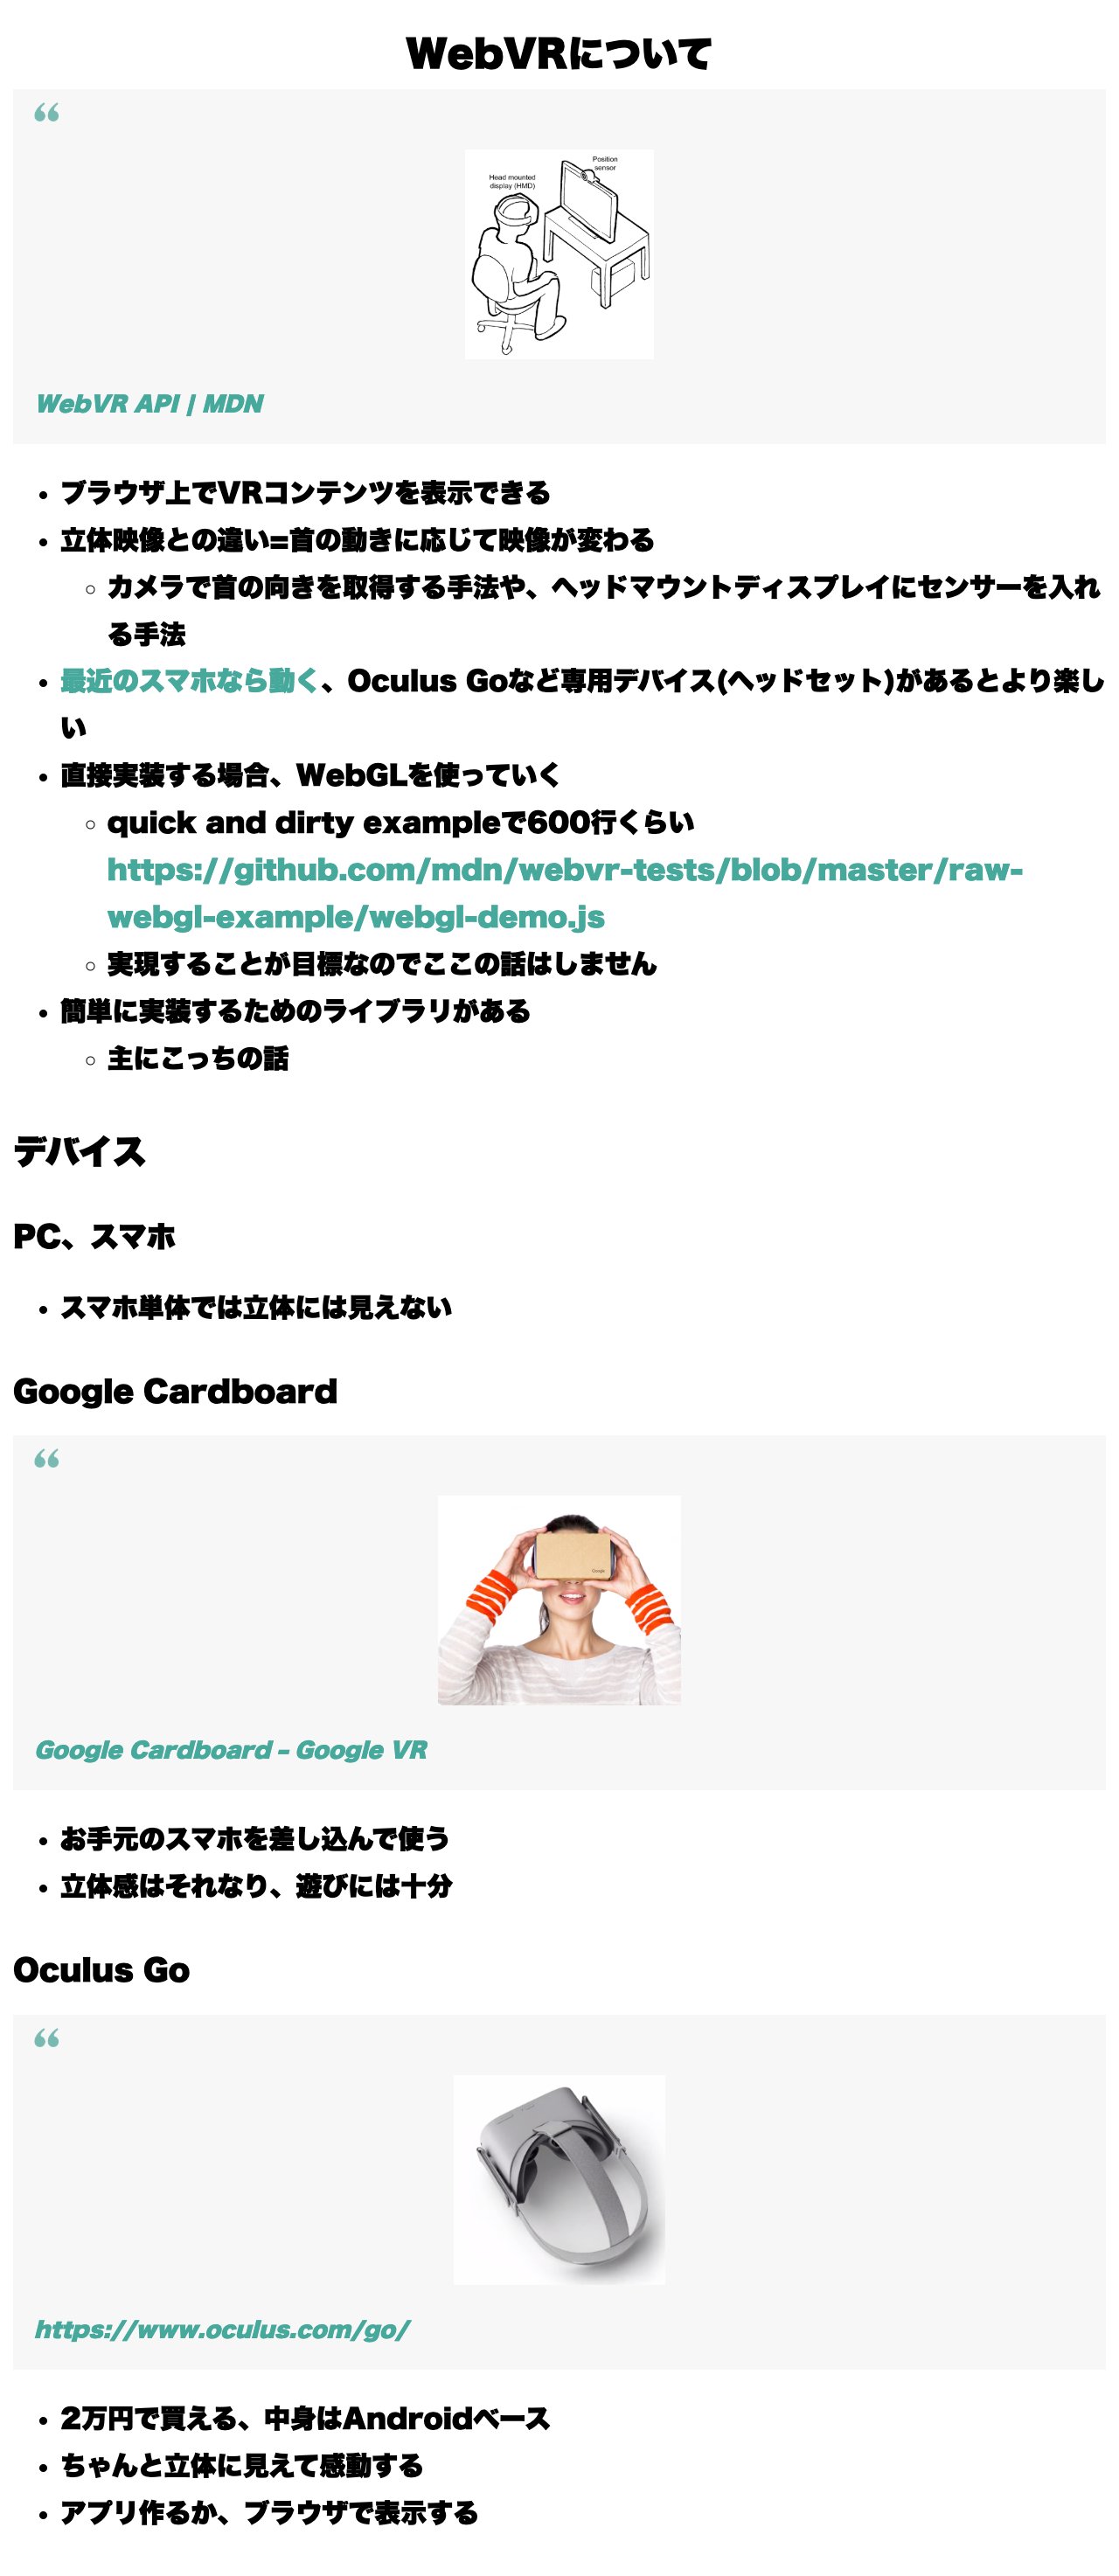 WebVRについて
“
Head mounted
display (HMD)
Position
sensor
WebVR API | MDN
ブラウザ上でVRコンテンツを表示できる
立体映像との違い=首の動きに応じて映像が変わる
カメラで首の向きを取得する手法や、ヘッドマウントディスプレイにセンサーを入れ
る手法
最近のスマホなら動く、Oculus Goなど専用デバイス(ヘッドセット)があるとより楽し
い
直接実装する場合、WebGLを使っていく
quick and dirty exampleで600行くらい
https://github.com/mdn/webvr-tests/blob/master/raw-
webgl-example/webgl-demo.js
実現することが目標なのでここの話はしません
簡単に実装するためのライブラリがある
主にこっちの話
デバイス
PC、スマホ
スマホ単体では立体には見えない
Google Cardboard
“
Google
Google Cardboard – Google VR
お手元のスマホを差し込んで使う
立体感はそれなり、遊びには十分
Oculus Go
“
https://www.oculus.com/go/
2万円で買える、中身はAndroidベース
ちゃんと立体に見えて感動する
アプリ作るか、ブラウザで表示する